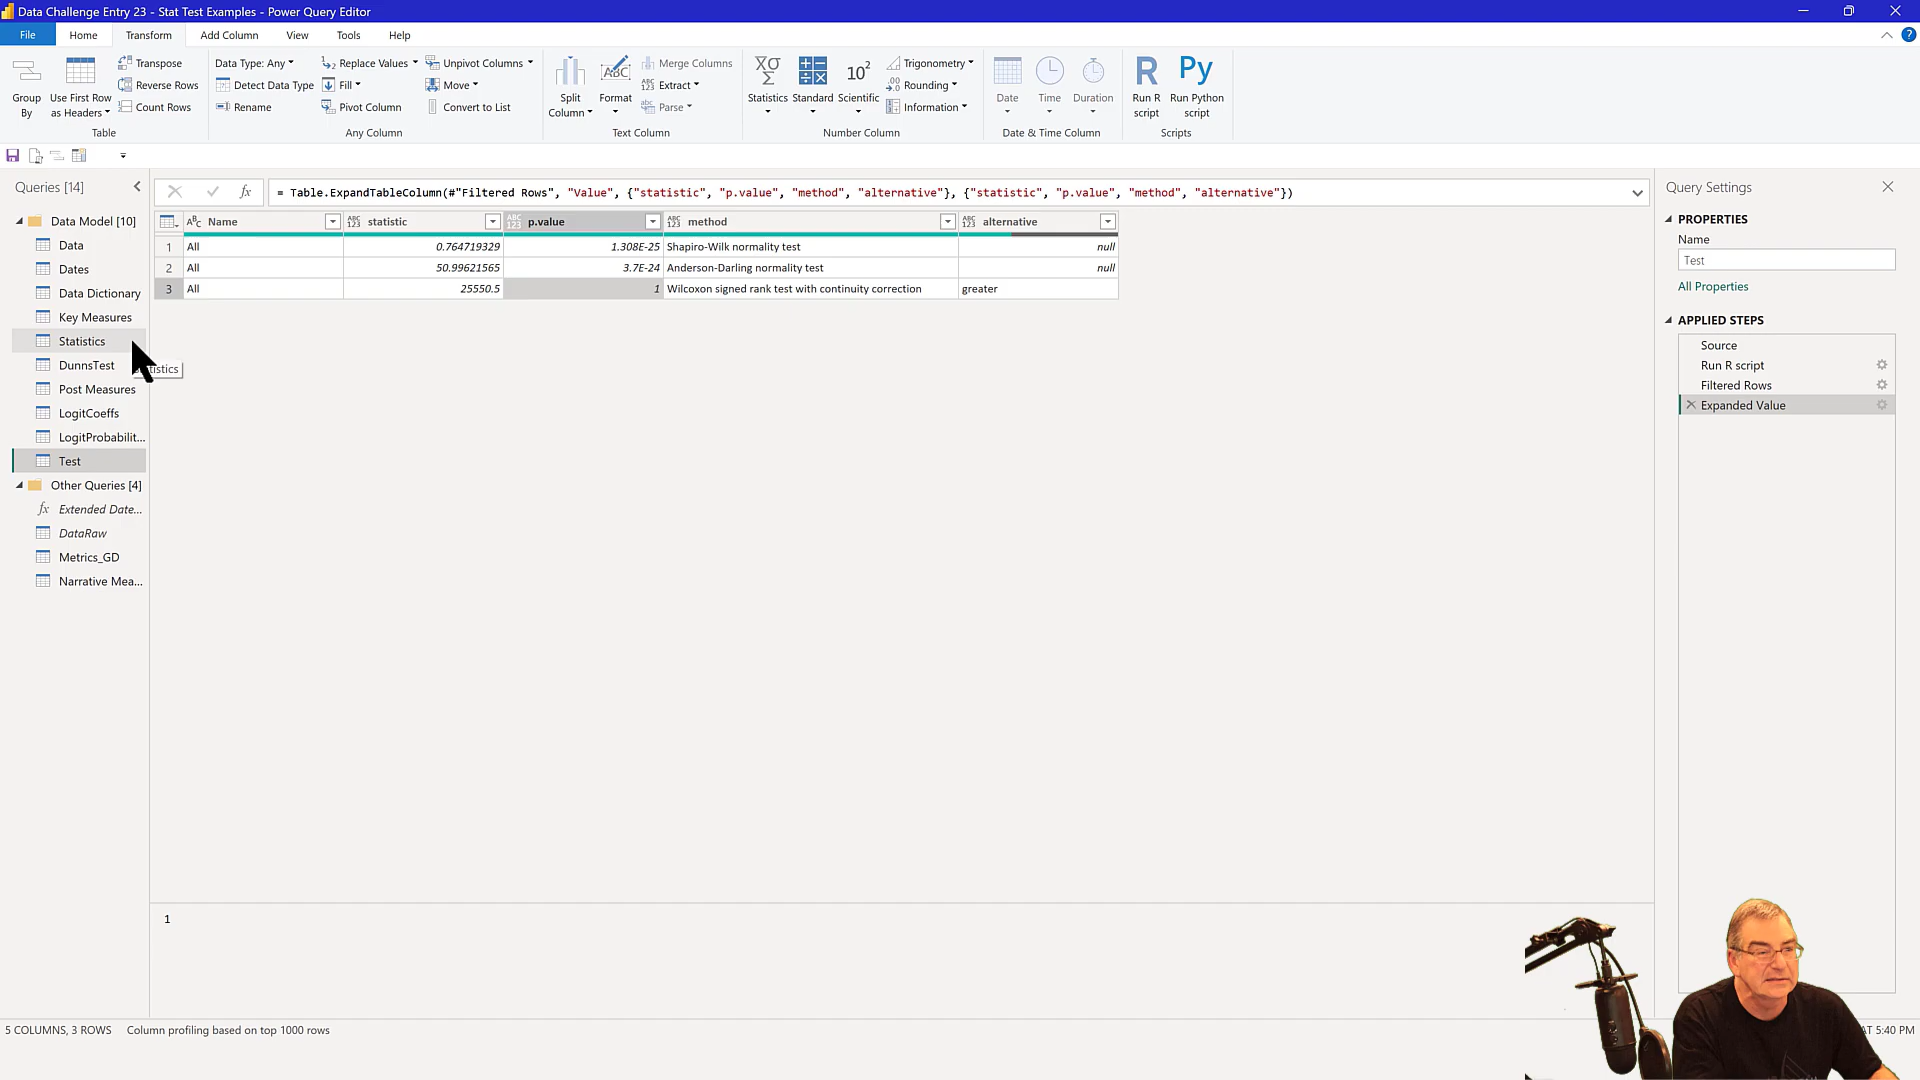 Data Challenge Entry 23 - Stat Test Examples - Power Query Editor
File Home Transform Add Column View Tools Help
Group By
Use First Row as Headers
Transpose
Reverse Rows
Count Rows
Table
Data Type: Any
Detect Data Type
Rename
Replace Values
Fill
Pivot Column
Unpivot Columns
Move
Convert to List
Any Column
Split Column
Format
Merge Columns
Extract
Parse
Text Column
Statistics
Standard
Scientific
Trigonometry
Rounding
Information
Number Column
Date
Time
Duration
Date & Time Column
Run R script
Run Python script
Scripts
Queries [14]
Data Model [10]
Data
Dates
Data Dictionary
Key Measures
Statistics
DunnsTest
Post Measures
LogitCoeffs
LogitProbabilit...
Test
Other Queries [4]
Extended Date...
DataRaw
Metrics_GD
Narrative Mea...
= Table.ExpandTableColumn(#"Filtered Rows", "Value", {"statistic", "p.value", "method", "alternative"}, {"statistic", "p.value", "method", "alternative"})
Name statistic p.value method alternative
1 All 0.764719329 1.308E-25 Shapiro-Wilk normality test null
2 All 50.99621565 3.7E-24 Anderson-Darling normality test null
3 All 25550.5 1 Wilcoxon signed rank test with continuity correction greater
1
Query Settings
PROPERTIES
Name
Test
All Properties
APPLIED STEPS
Source
Run R script
Filtered Rows
Expanded Value
5 COLUMNS, 3 ROWS Column profiling based on top 1000 rows
AT 5:40 PM